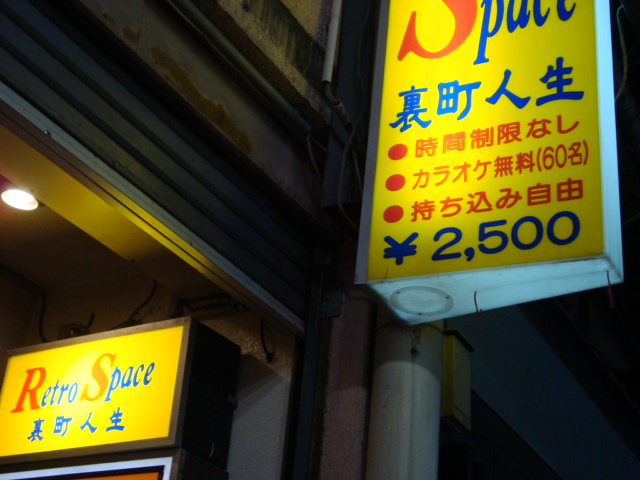 Space
裏町人生
●時間制限なし
●カラオケ無料(60名)
●持ち込み自由
¥2,500
Retro Space
裏町人生